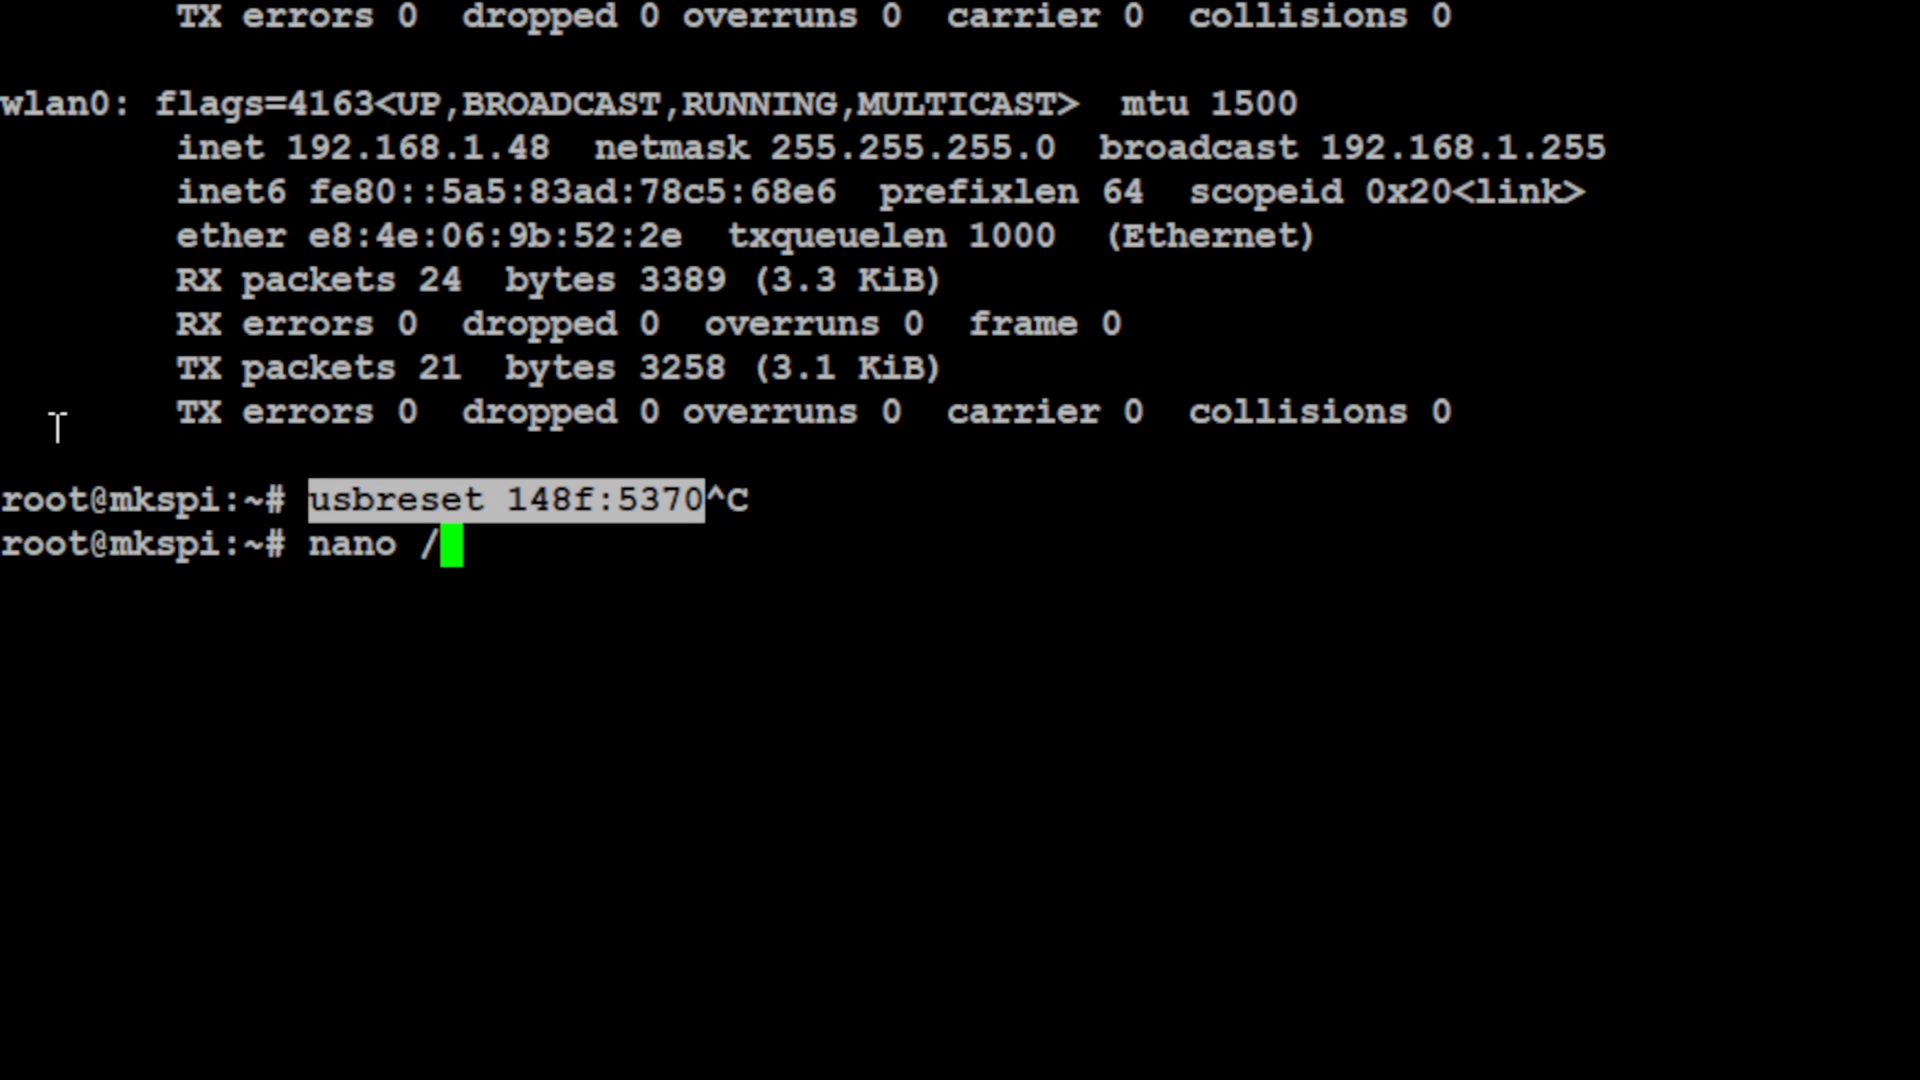 TX errors 0  dropped 0 overruns 0  carrier 0  collisions 0
wlan0: flags=4163<UP,BROADCAST,RUNNING,MULTICAST>  mtu 1500
inet 192.168.1.48  netmask 255.255.255.0  broadcast 192.168.1.255
inet6 fe80::5a5:83ad:78c5:68e6  prefixlen 64  scopeid 0x20<link>
ether e8:4e:06:9b:52:2e  txqueuelen 1000  (Ethernet)
RX packets 24  bytes 3389 (3.3 KiB)
RX errors 0  dropped 0  overruns 0  frame 0
TX packets 21  bytes 3258 (3.1 KiB)
TX errors 0  dropped 0 overruns 0  carrier 0  collisions 0
root@mkspi:~# usbreset 148f:5370^C
root@mkspi:~# nano /